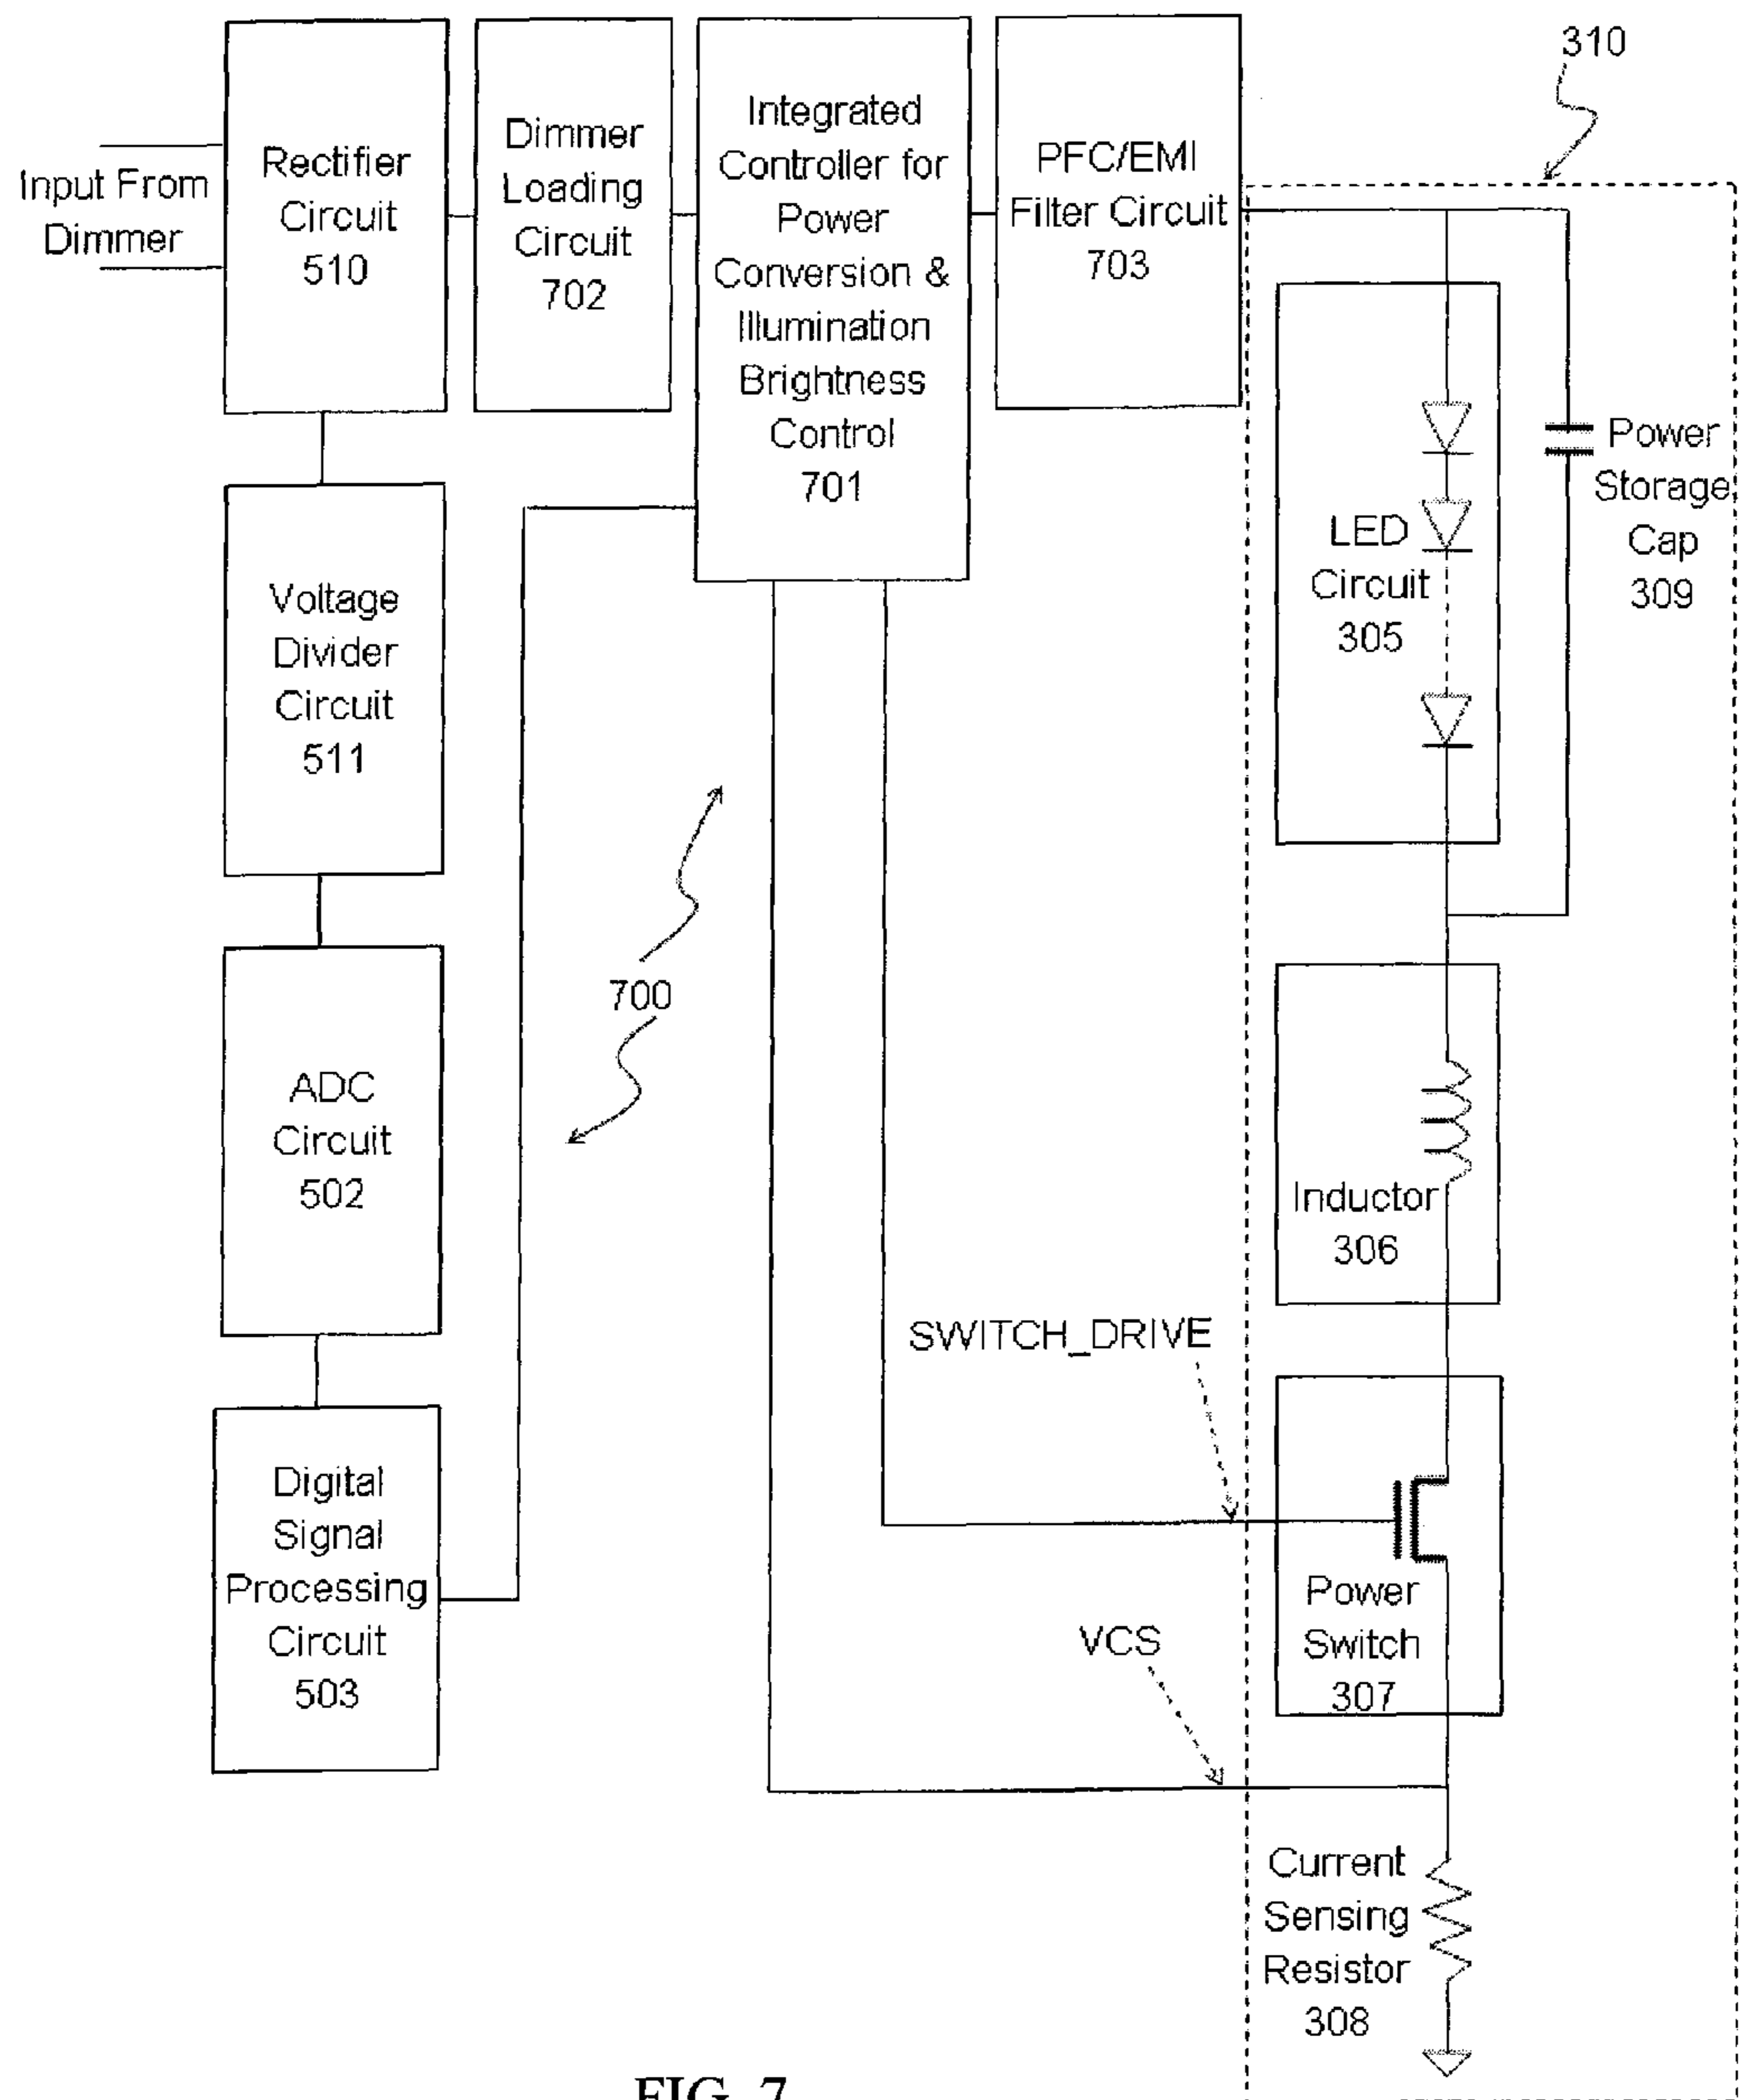 310
Input From
Dimmer
Rectifier
Circuit
510
Dimmer
Loading
Circuit
702
Integrated
Controller for
Power
Conversion &
Illumination
Brightness
Control
701
PFC/EMI
Filter Circuit
703
Voltage
Divider
Circuit
511
LED
Circuit
305
Power
Storage
Cap
309
700
ADC
Circuit
502
Inductor
306
SWITCH_DRIVE
Digital
Signal
Processing
Circuit
503
Power
Switch
307
VCS
Current
Sensing
Resistor
308
FIG. 7